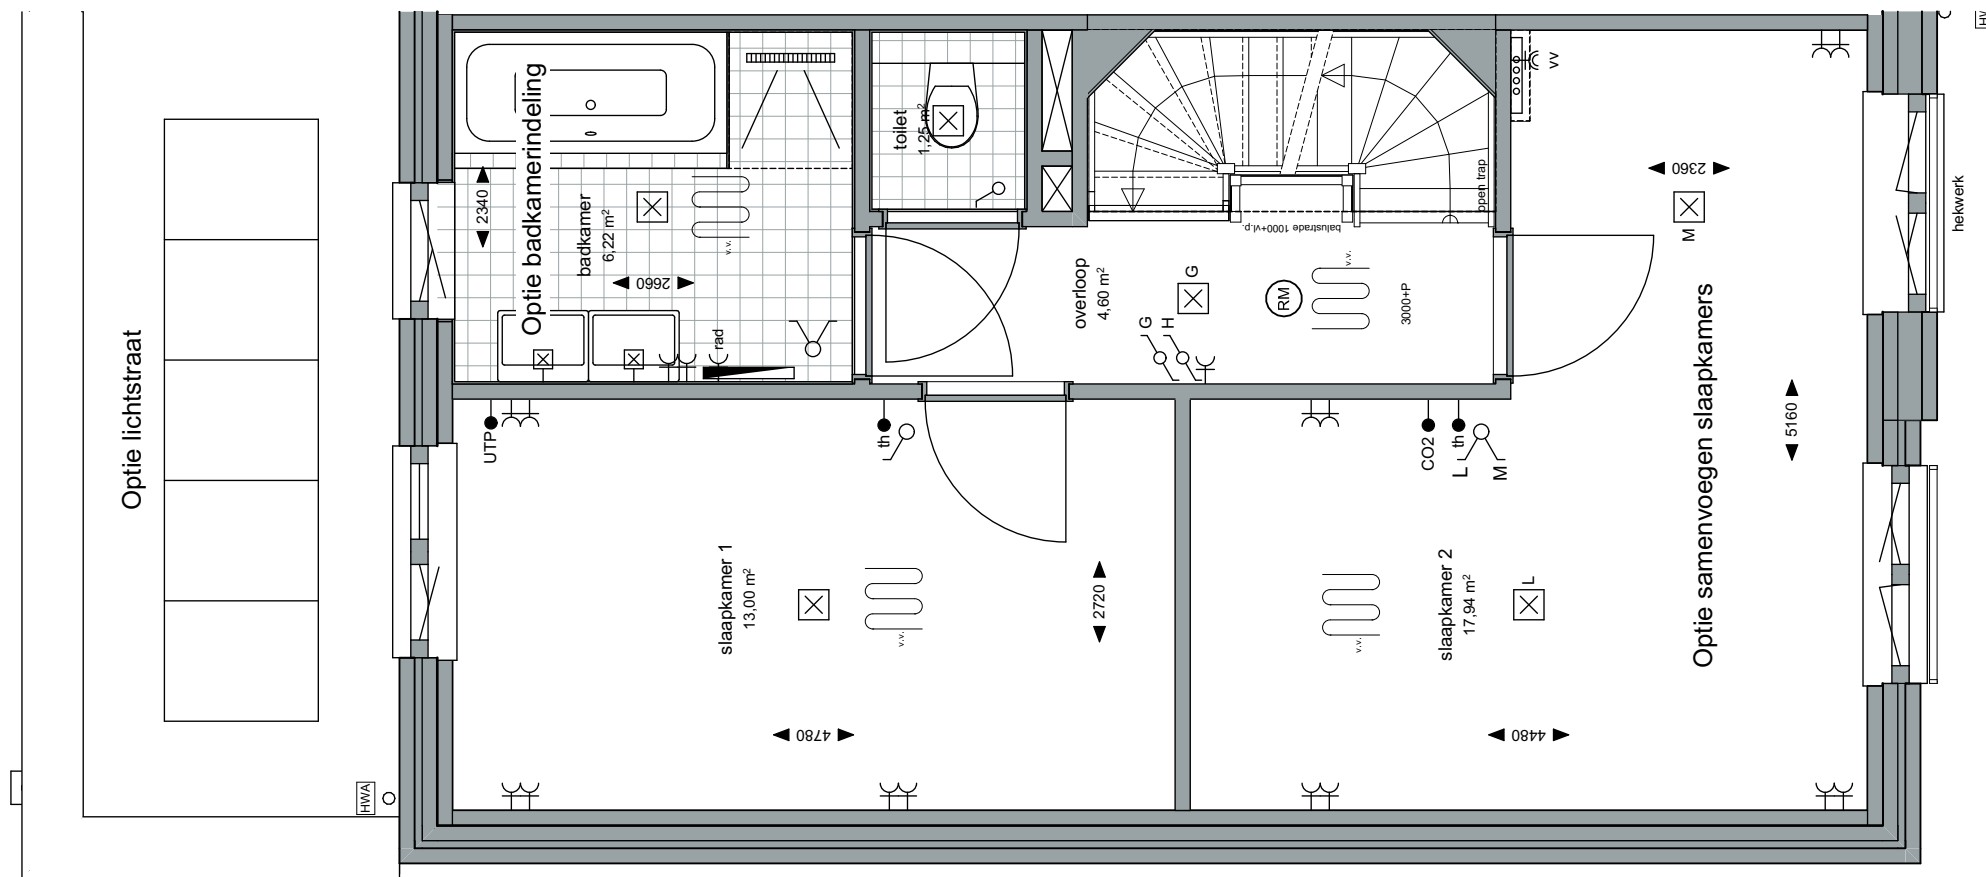 Optie lichtstraat
HWA
Optie badkamerindeling
badkamer
6,22 m²
2340
2660
v.v.
rad
toilet
1,25 m²
overloop
4,60 m²
G
G
H
RM
v.v.
3000+P
balustrade 1000+vl.p.
open trap
VV
2360
M
hekwerk
UTP
th
slaapkamer 1
13,00 m²
v.v.
2720
4780
CO2
th
L
M
slaapkamer 2
17,94 m²
v.v.
L
4480
5160
Optie samenvoegen slaapkamers